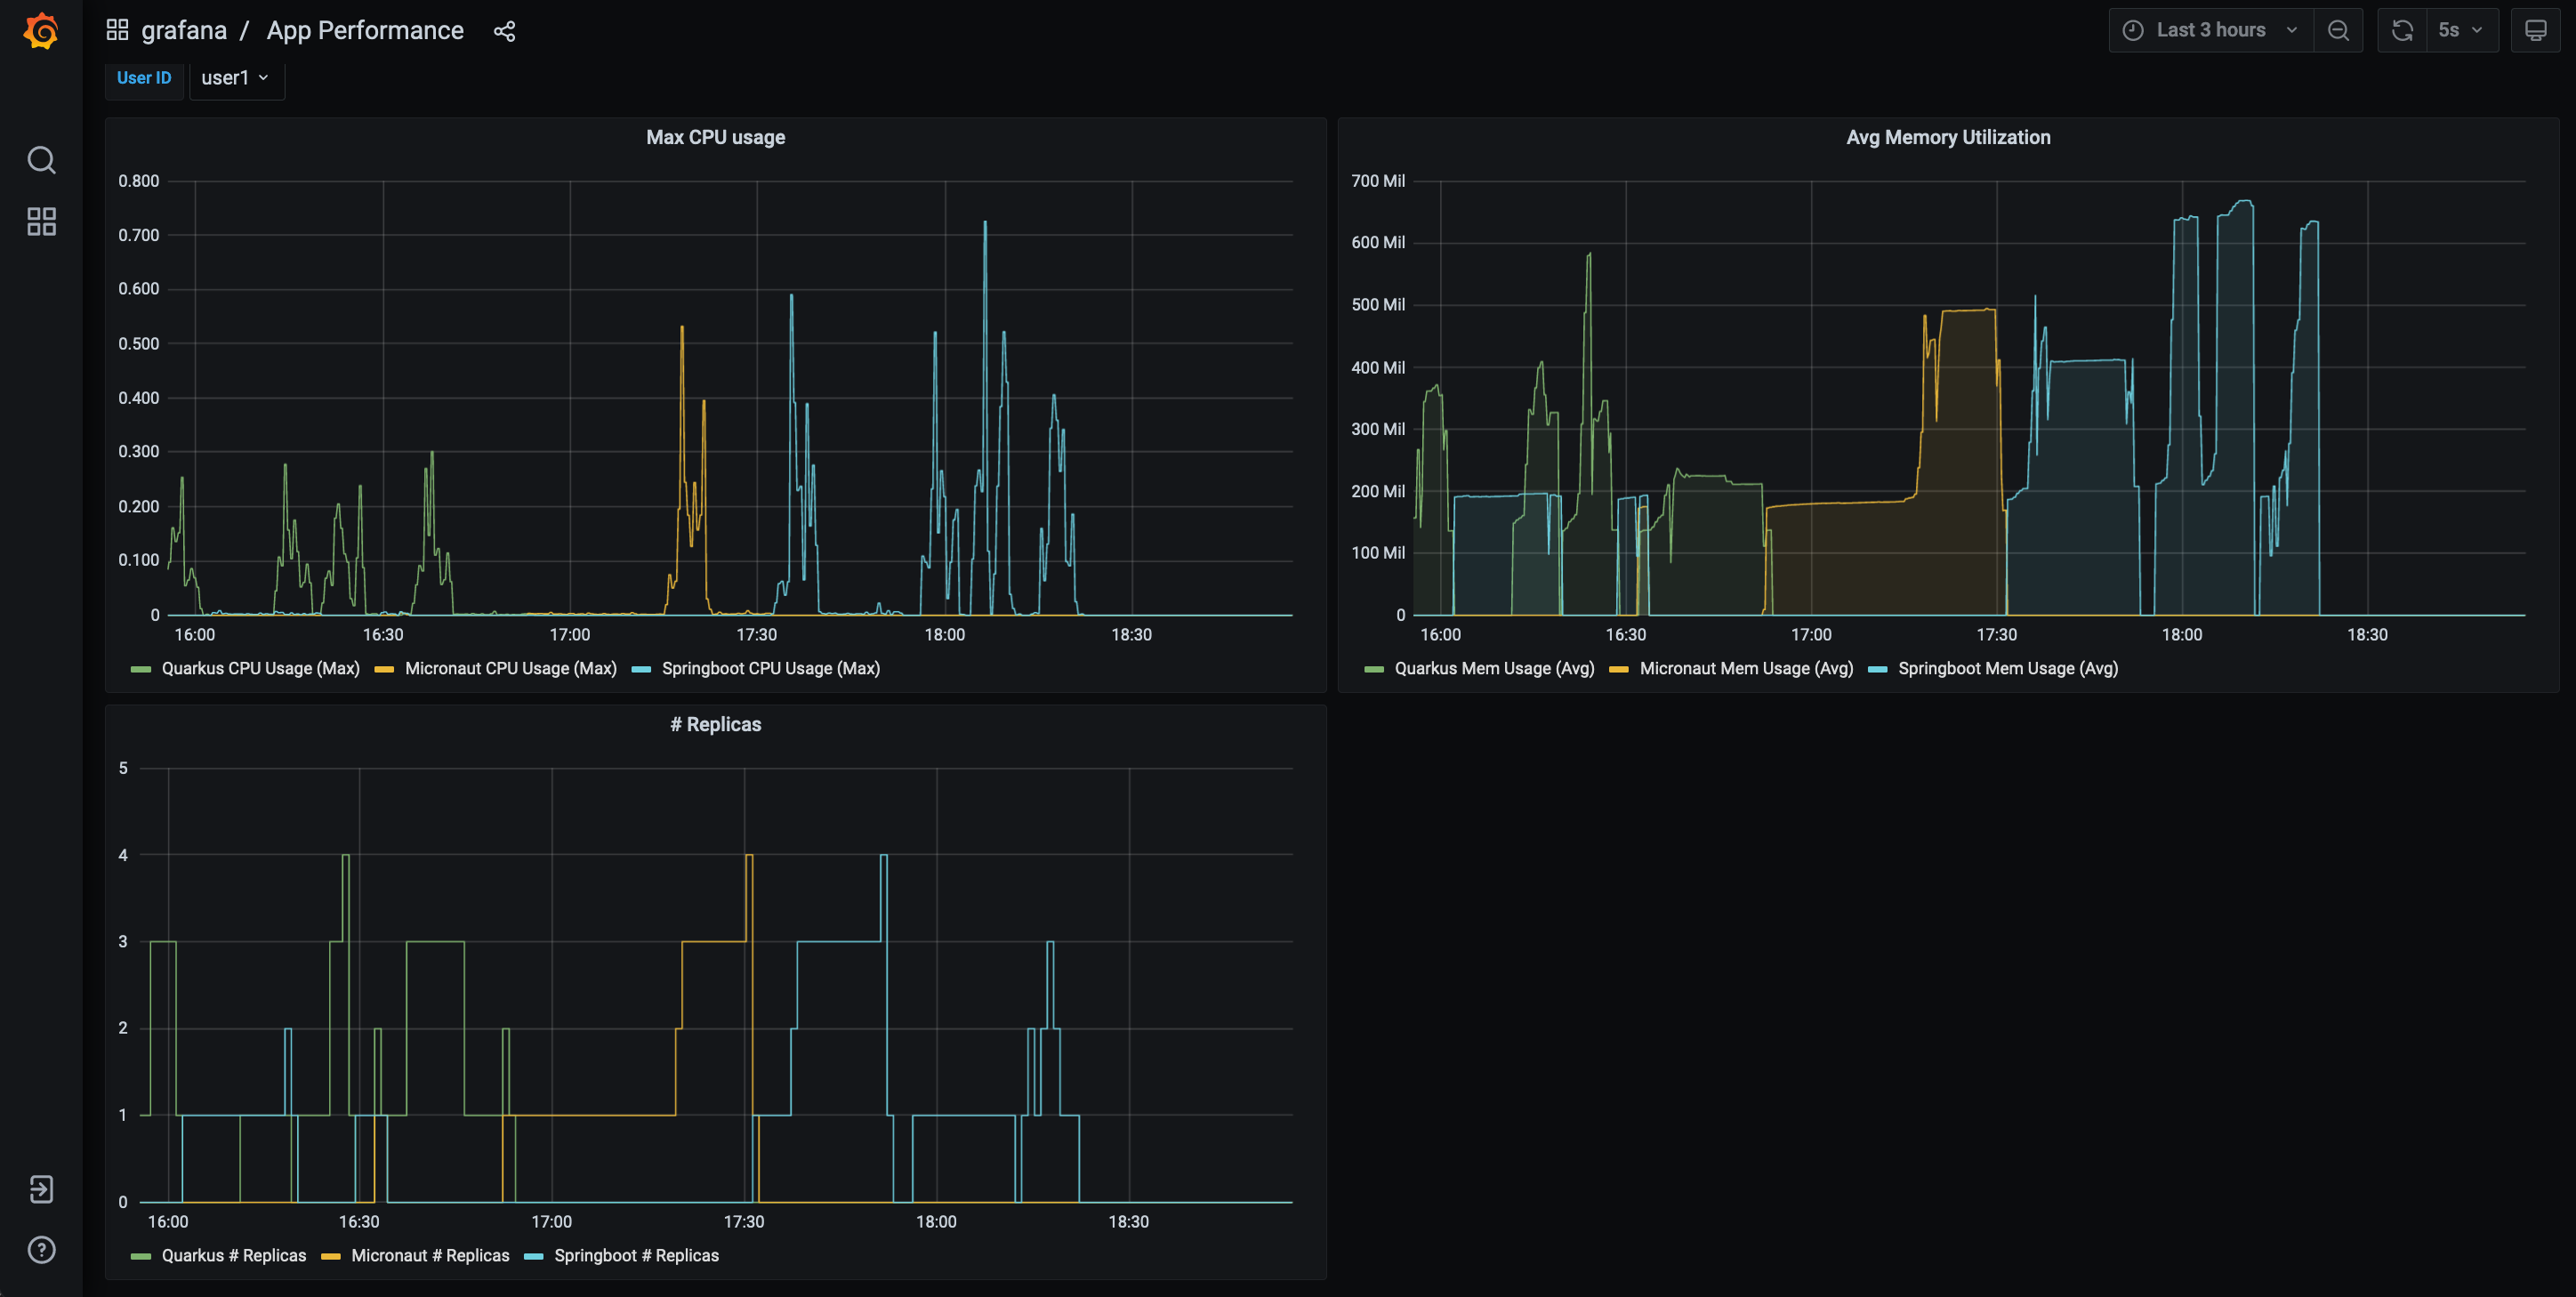 grafana / App Performance
Last 3 hours
5s
User ID
user1
Max CPU usage
0.800
0.700
0.600
0.500
0.400
0.300
0.200
0.100
0
16:00 16:30 17:00 17:30 18:00 18:30
Quarkus CPU Usage (Max) Micronaut CPU Usage (Max) Springboot CPU Usage (Max)
Avg Memory Utilization
700 Mil
600 Mil
500 Mil
400 Mil
300 Mil
200 Mil
100 Mil
0
16:00 16:30 17:00 17:30 18:00 18:30
Quarkus Mem Usage (Avg) Micronaut Mem Usage (Avg) Springboot Mem Usage (Avg)
# Replicas
5
4
3
2
1
0
16:00 16:30 17:00 17:30 18:00 18:30
Quarkus # Replicas Micronaut # Replicas Springboot # Replicas